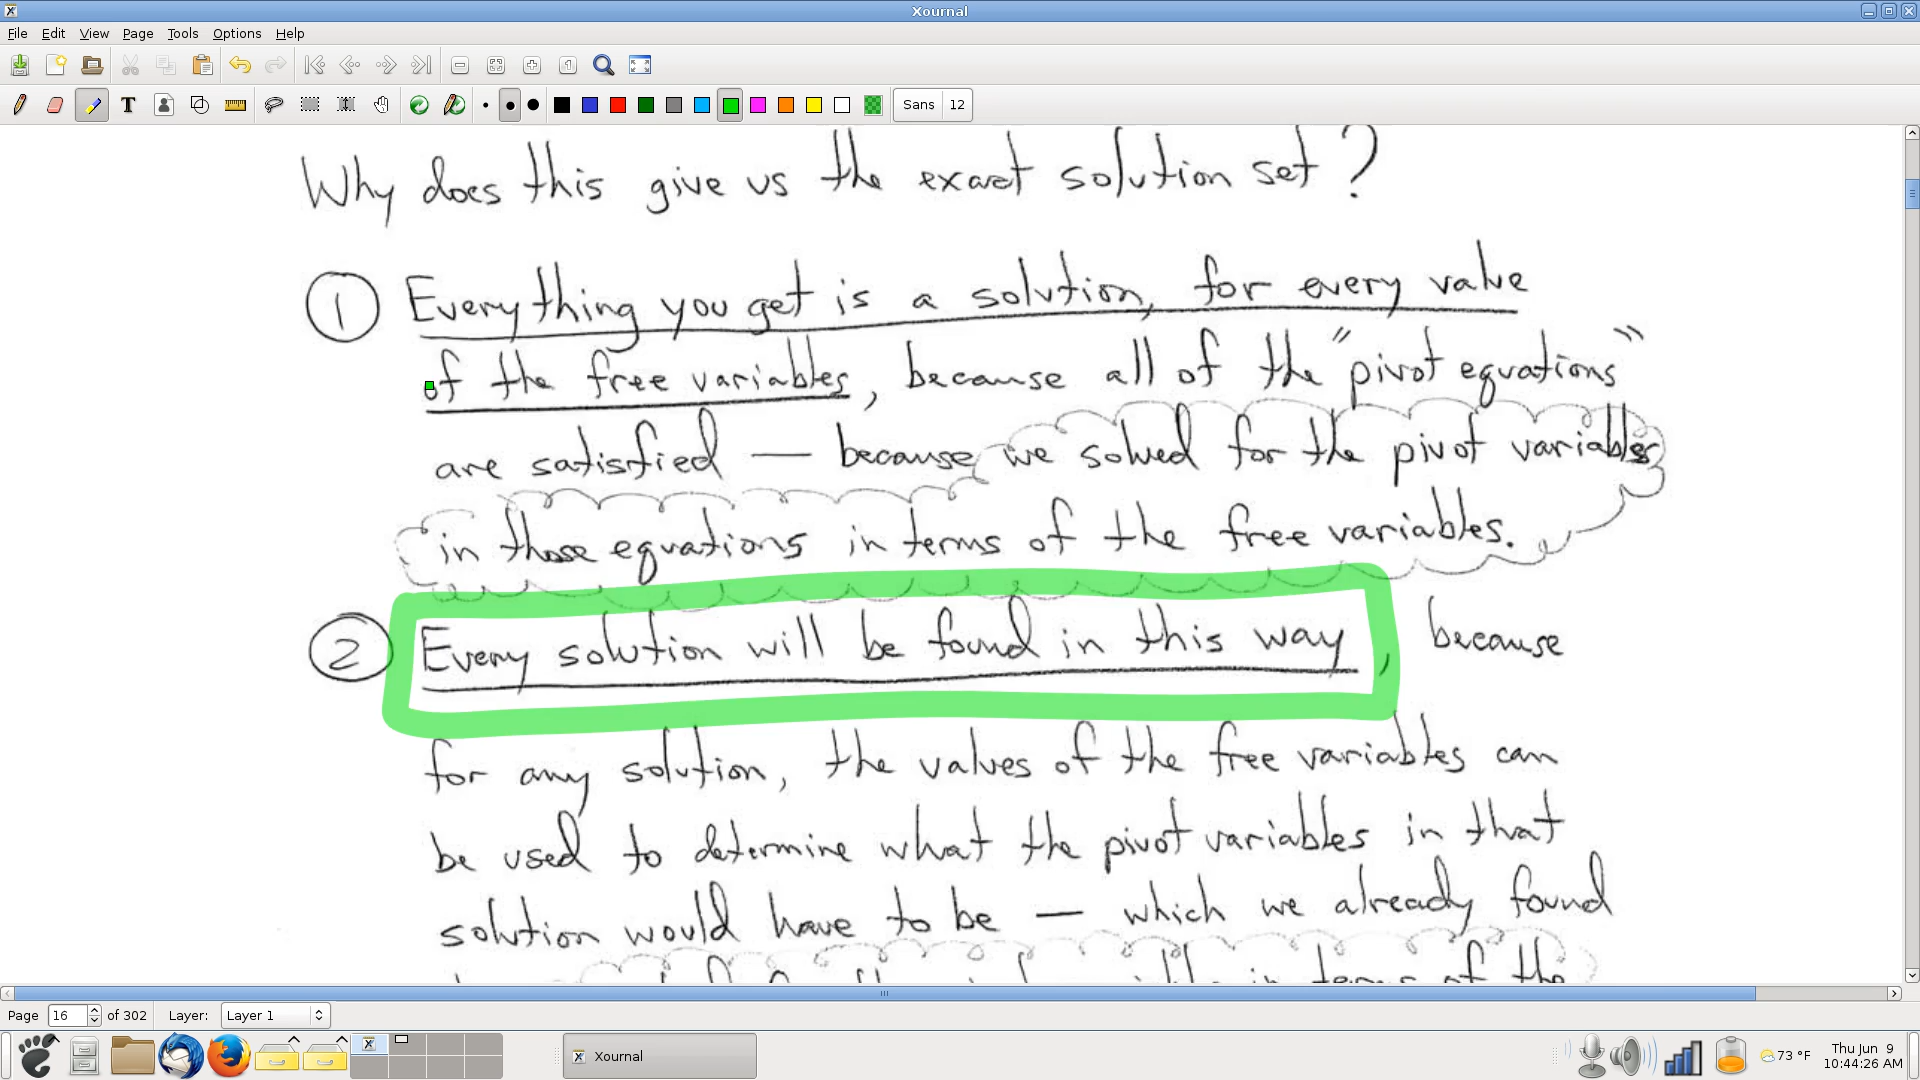 Xournal
File Edit View Page Tools Options Help
Sans 12
Why does this give us the exact solution set?
1 Everything you get is a solution, for every value
of the free variables, because all of the "pivot equations"
are satisfied — because we solved for the pivot variables
in those equations in terms of the free variables.
2 Every solution will be found in this way, because
for any solution, the values of the free variables can
be used to determine what the pivot variables in that
solution would have to be — which we already found
in terms of the
Page 16 of 302 Layer: Layer 1
Xournal
73 °F
Thu Jun 9
10:44:26 AM